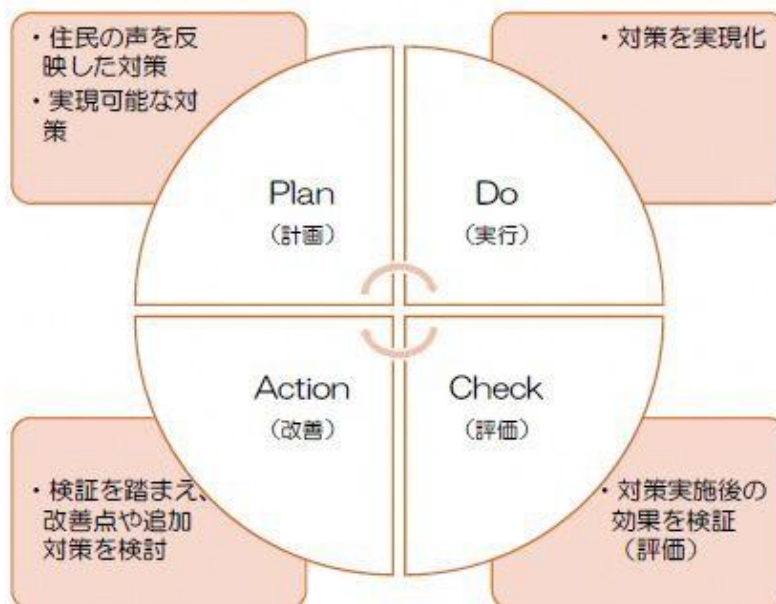 ・住民の声を反
映した対策
・実現可能な対
策
・対策を実現化
Plan
（計画）
Do
（実行）
Action
（改善）
Check
（評価）
・検証を踏まえ、
改善点や追加
対策を検討
・対策実施後の
効果を検証
（評価）